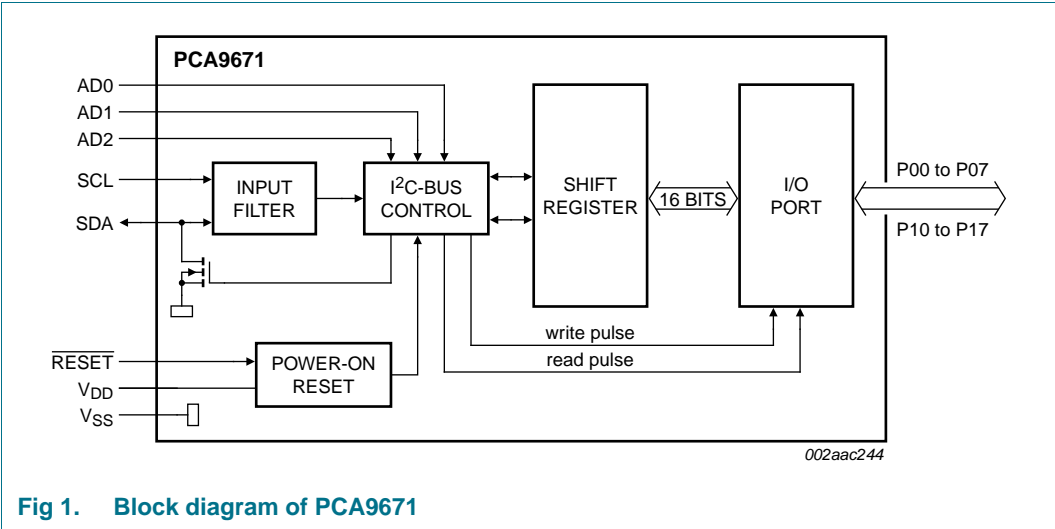 PCA9671
AD0
AD1
AD2
SCL
SDA
INPUT
FILTER
I²C-BUS
CONTROL
SHIFT
REGISTER
16 BITS
I/O
PORT
P00 to P07
P10 to P17
write pulse
read pulse
RESET
VDD
VSS
POWER-ON
RESET
002aac244
Fig 1. Block diagram of PCA9671